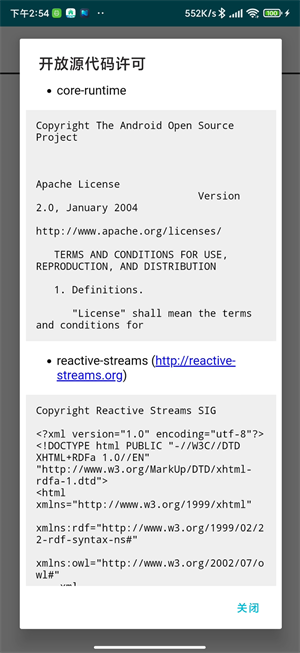 下午2:54
552K/s
100
开放源代码许可
core-runtime
Copyright The Android Open Source
Project
Apache License
Version
2.0, January 2004
http://www.apache.org/licenses/
TERMS AND CONDITIONS FOR USE,
REPRODUCTION, AND DISTRIBUTION
1. Definitions.
"License" shall mean the terms
and conditions for
reactive-streams (http://reactive-
streams.org)
Copyright Reactive Streams SIG
<?xml version="1.0" encoding="utf-8"?>
<!DOCTYPE html PUBLIC "-//W3C//DTD
XHTML+RDFa 1.0//EN"
"http://www.w3.org/MarkUp/DTD/xhtml-
rdfa-1.dtd">
<html
xmlns="http://www.w3.org/1999/xhtml"
xmlns:rdf="http://www.w3.org/1999/02/2
2-rdf-syntax-ns#"
xmlns:owl="http://www.w3.org/2002/07/o
wl#"
关闭